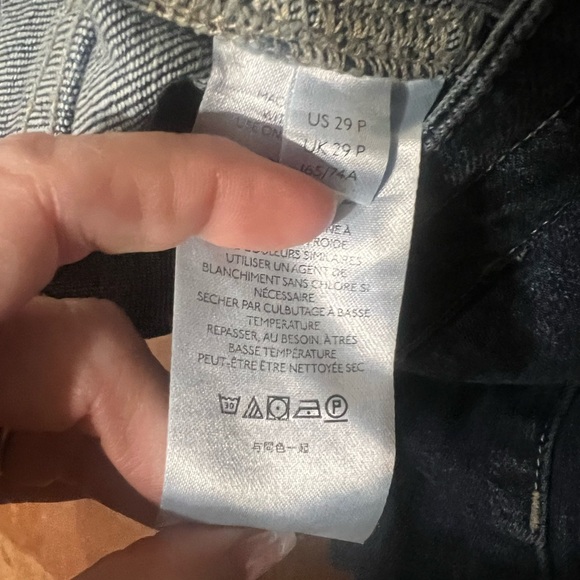 US 29 P
UK 29 P
165/74A
COULEURS SIMILAIRES
UTILISER UN AGENT DE
BLANCHIMENT SANS CHLORE SI
NÉCESSAIRE
SÉCHER PAR CULBUTAGE À BASSE
TEMPÉRATURE
REPASSER, AU BESOIN, À TRÈS
BASSE TEMPÉRATURE
PEUT-ÊTRE ÊTRE NETTOYÉE SEC
30
P
与同色一起